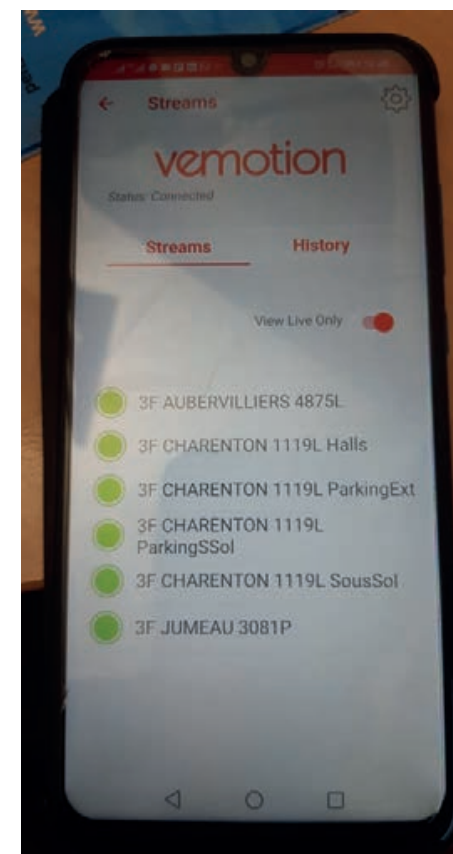 Streams
vemotion
Status: Connected
Streams
History
View Live Only
3F AUBERVILLIERS 4875L
3F CHARENTON 1119L Halls
3F CHARENTON 1119L ParkingExt
3F CHARENTON 1119L
ParkingSSol
3F CHARENTON 1119L SousSol
3F JUMEAU 3081P